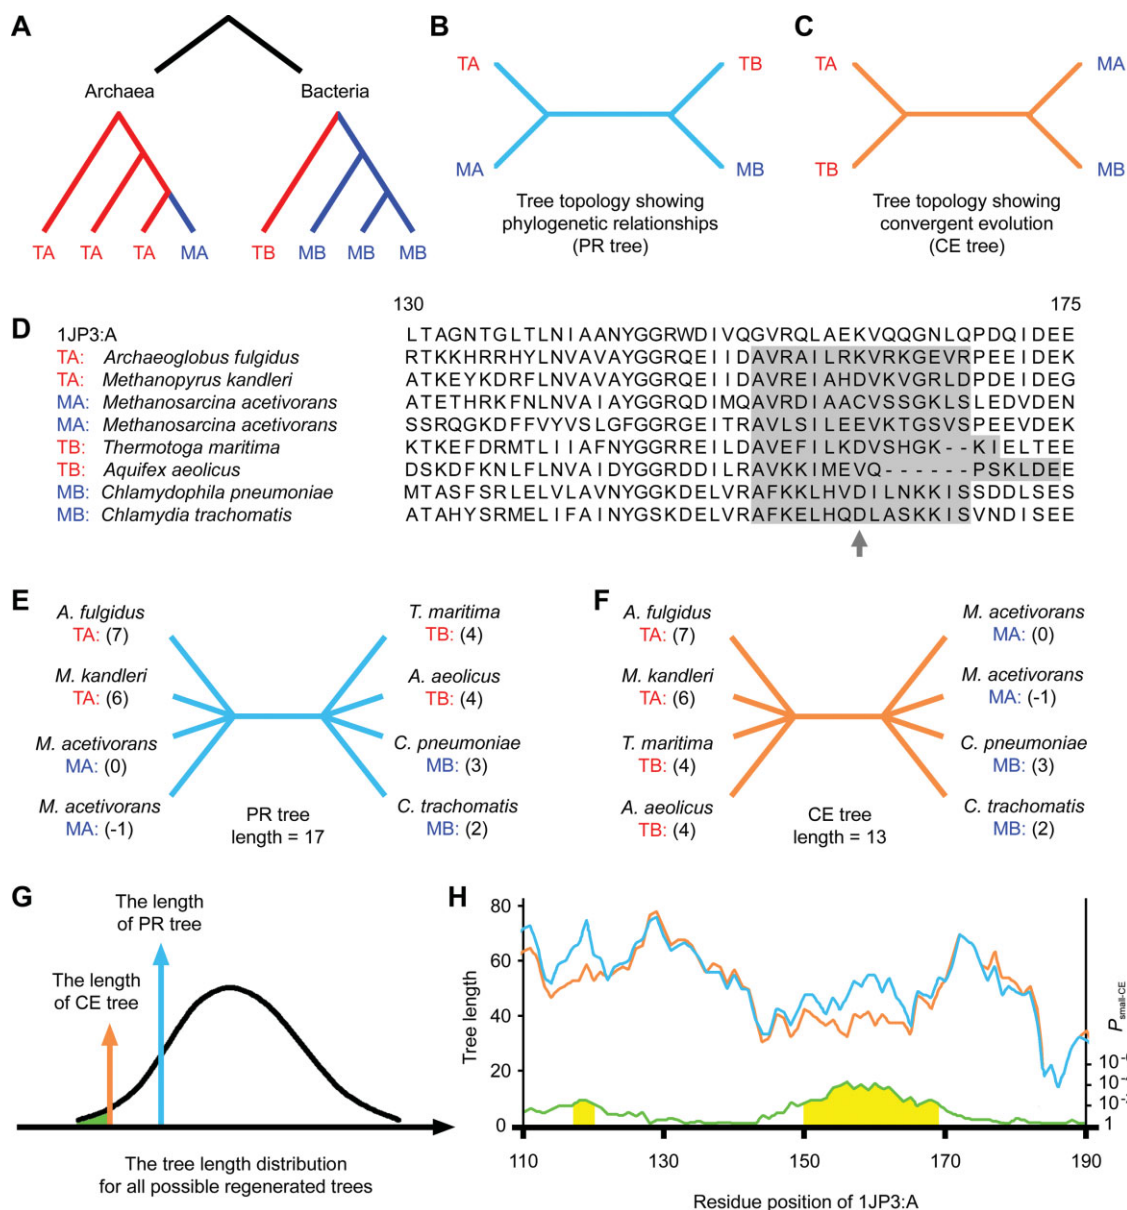 A
Archaea
Bacteria
TA TA TA MA TB MB MB MB
B
TA
TB
MA
MB
Tree topology showing
phylogenetic relationships
(PR tree)
C
TA
MA
TB
MB
Tree topology showing
convergent evolution
(CE tree)
D
130 175
1JP3:A LTAGNTGLTLNIAANYGGRWDIVQGVRQLAEKVQQGNLQPDQIDEE
TA: Archaeoglobus fulgidus RTKKHRRHYLNVAVAYGGRQEIIDAVRAILRKVRKGEVRPEEIDEK
TA: Methanopyrus kandleri ATKEYKDRFLNVAVAYGGRQEIIDAVREIAHDVKVGRLDPDEIDEG
MA: Methanosarcina acetivorans ATETHRKFNLNVAIAYGGRQDIMQAVRDIAACVSSGKLSLEDVDEN
MA: Methanosarcina acetivorans SSRQGKDFFVYVSLGFGGRGEIVRAVLSILEEVKTGSVSPEEVDEK
TB: Thermotoga maritima KTKEFDRMTLIIAFNYGGRREILDAVEFILKDVSHGK--KIELTEE
TB: Aquifex aeolicus DSKDFKNLFLNIAINYGGRDDILRAVKKIMEVQ------PSKLDEE
MB: Chlamydophila pneumoniae MTASFSRLELVLAVNYGGKDELVRAFKKLHVDILNKKISSDDLSES
MB: Chlamydia trachomatis ATAHYSRMELIFAINYGSKDELVRAFKELHQDLASKKISVNDISEE
E
A. fulgidus
TA: (7)
M. kandleri
TA: (6)
M. acetivorans
MA: (0)
M. acetivorans
MA: (-1)
T. maritima
TB: (4)
A. aeolicus
TB: (4)
C. pneumoniae
MB: (3)
C. trachomatis
MB: (2)
PR tree
length = 17
F
A. fulgidus
TA: (7)
M. kandleri
TA: (6)
T. maritima
TB: (4)
A. aeolicus
TB: (4)
M. acetivorans
MA: (0)
M. acetivorans
MA: (-1)
C. pneumoniae
MB: (3)
C. trachomatis
MB: (2)
CE tree
length = 13
G
The length
of PR tree
The length
of CE tree
The tree length distribution
for all possible regenerated trees
H
80
60
40
20
0
Tree length
110 130 150 170 190
Residue position of 1JP3:A
P small-CE
1